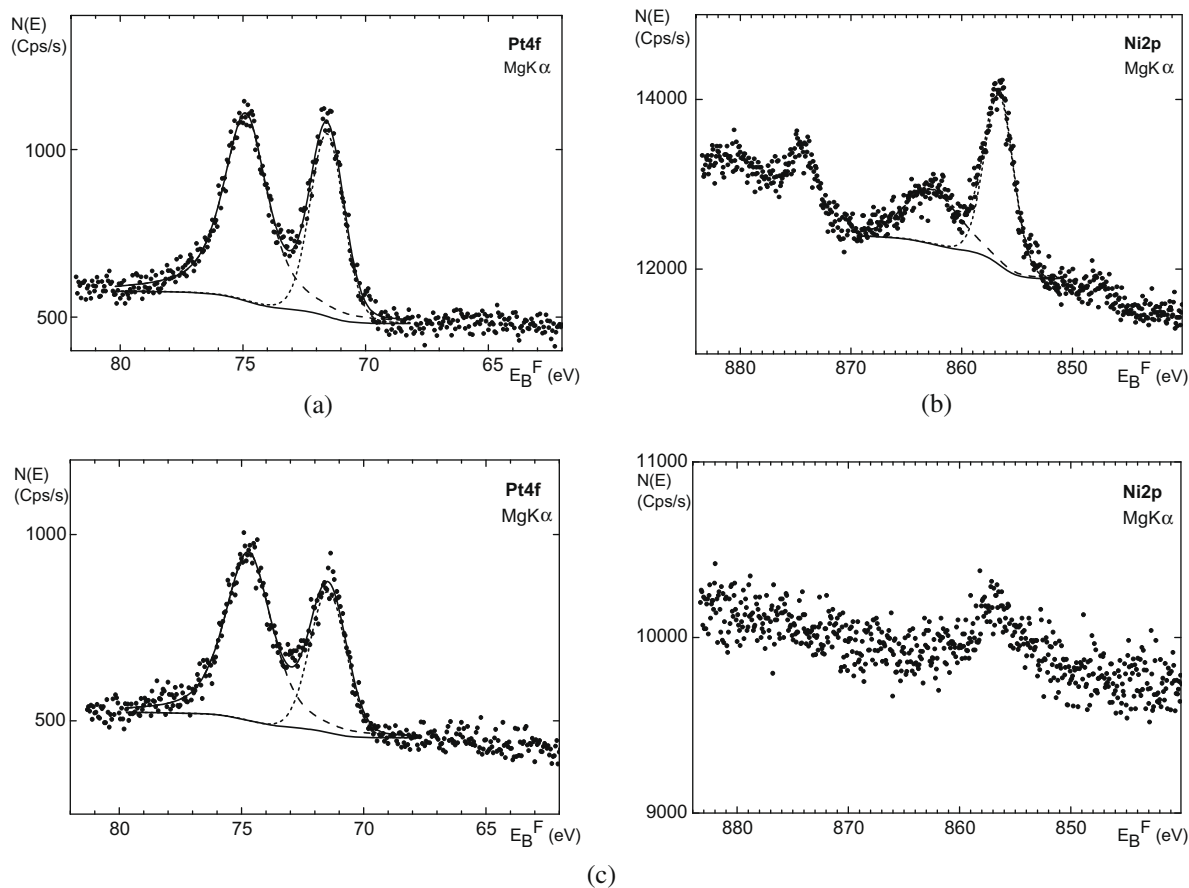 N(E)
(Cps/s)
Pt4f
MgKα
1000
500
80 75 70 65
E_B^F (eV)
(a)
N(E)
(Cps/s)
Ni2p
MgKα
14000
12000
880 870 860 850
E_B^F (eV)
(b)
N(E)
(Cps/s)
Pt4f
MgKα
1000
500
80 75 70 65
E_B^F (eV)
11000
N(E)
(Cps/s)
Ni2p
MgKα
10000
9000
880 870 860 850
E_B^F (eV)
(c)